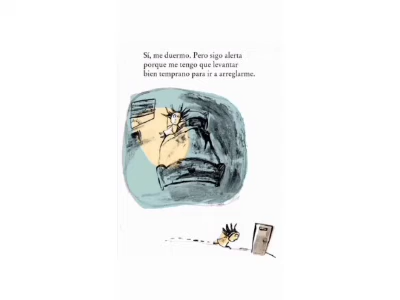 Sí, me duermo. Pero sigo alerta
porque me tengo que levantar
bien temprano para ir a arreglarme.